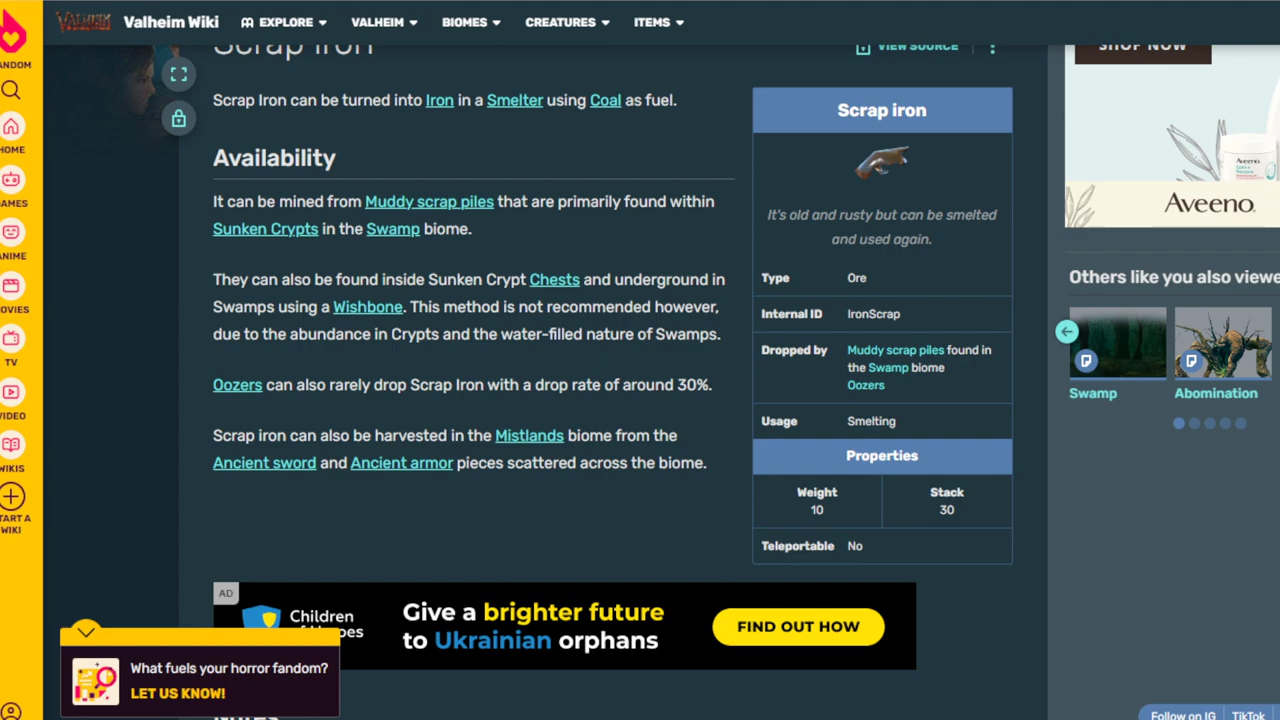 VALHEIM
Valheim Wiki
EXPLORE
VALHEIM
BIOMES
CREATURES
ITEMS
ANDOM
HOME
AMES
ANIME
OVIES
TV
VIDEO
WIKIS
TART A
WIKI
Scrap Iron
VIEW SOURCE
Scrap Iron can be turned into Iron in a Smelter using Coal as fuel.
Availability
It can be mined from Muddy scrap piles that are primarily found within
Sunken Crypts in the Swamp biome.
They can also be found inside Sunken Crypt Chests and underground in
Swamps using a Wishbone. This method is not recommended however,
due to the abundance in Crypts and the water-filled nature of Swamps.
Oozers can also rarely drop Scrap Iron with a drop rate of around 30%.
Scrap iron can also be harvested in the Mistlands biome from the
Ancient sword and Ancient armor pieces scattered across the biome.
Scrap iron
It's old and rusty but can be smelted
and used again.
Type Ore
Internal ID IronScrap
Dropped by Muddy scrap piles found in
the Swamp biome
Oozers
Usage Smelting
Properties
Weight Stack
10 30
Teleportable No
SHOP NOW
Aveeno
Aveeno.
Others like you also viewe
Swamp
Abomination
AD
Children
of Heroes
Give a brighter future
to Ukrainian orphans
FIND OUT HOW
What fuels your horror fandom?
LET US KNOW!
Notes
Follow on IG
TikTok